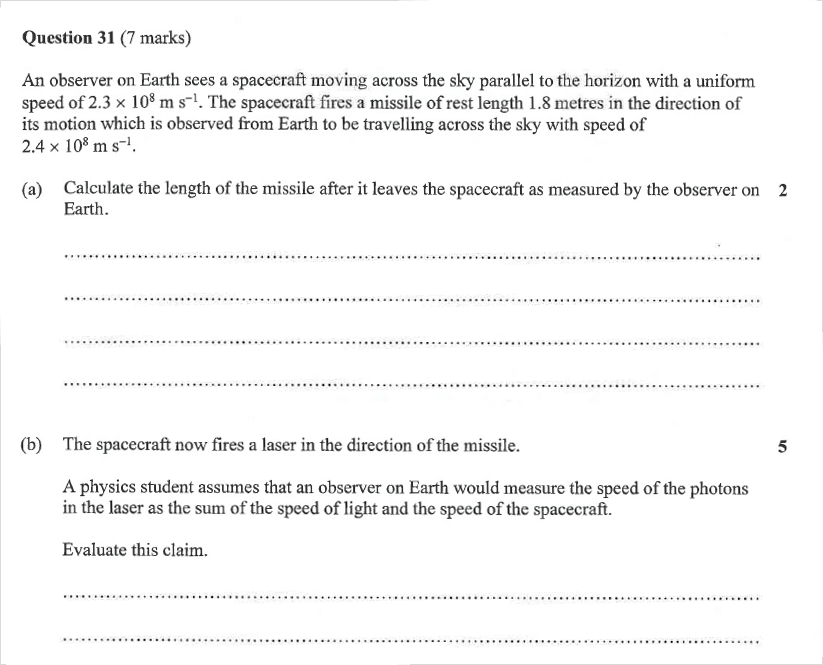 Question 31 (7 marks)
An observer on Earth sees a spacecraft moving across the sky parallel to the horizon with a uniform
speed of 2.3 × 10⁸ m s⁻¹. The spacecraft fires a missile of rest length 1.8 metres in the direction of
its motion which is observed from Earth to be travelling across the sky with speed of
2.4 × 10⁸ m s⁻¹.
(a) Calculate the length of the missile after it leaves the spacecraft as measured by the observer on 2
Earth.
(b) The spacecraft now fires a laser in the direction of the missile. 5
A physics student assumes that an observer on Earth would measure the speed of the photons
in the laser as the sum of the speed of light and the speed of the spacecraft.
Evaluate this claim.